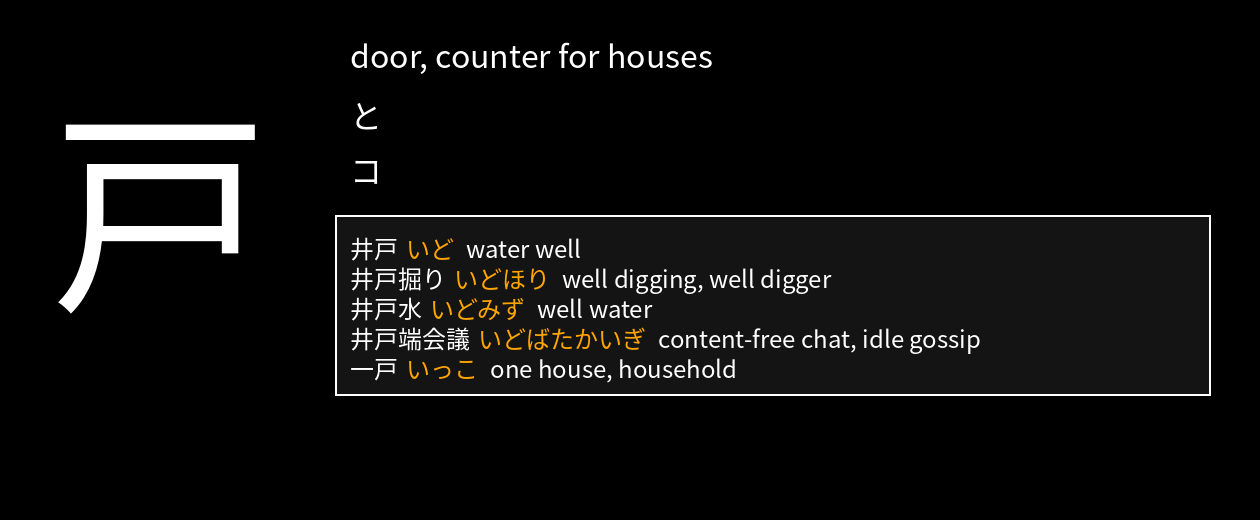 戸
door, counter for houses
と
コ
井戸 いど water well
井戸掘り いどほり well digging, well digger
井戸水 いどみず well water
井戸端会議 いどばたかいぎ content-free chat, idle gossip
一戸 いっこ one house, household